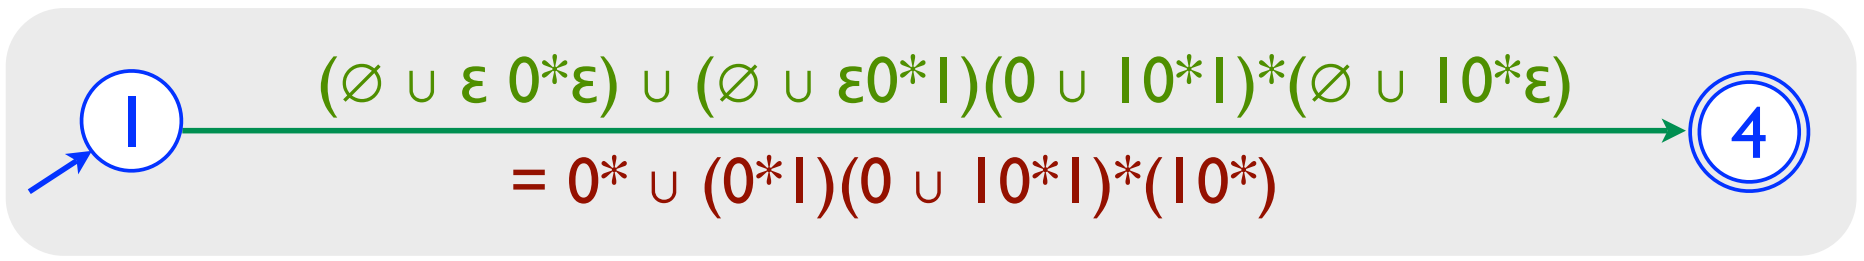 1
(∅ ∪ ε 0*ε) ∪ (∅ ∪ ε0*1)(0 ∪ 10*1)*(∅ ∪ 10*ε)
4
= 0* ∪ (0*1)(0 ∪ 10*1)*(10*)